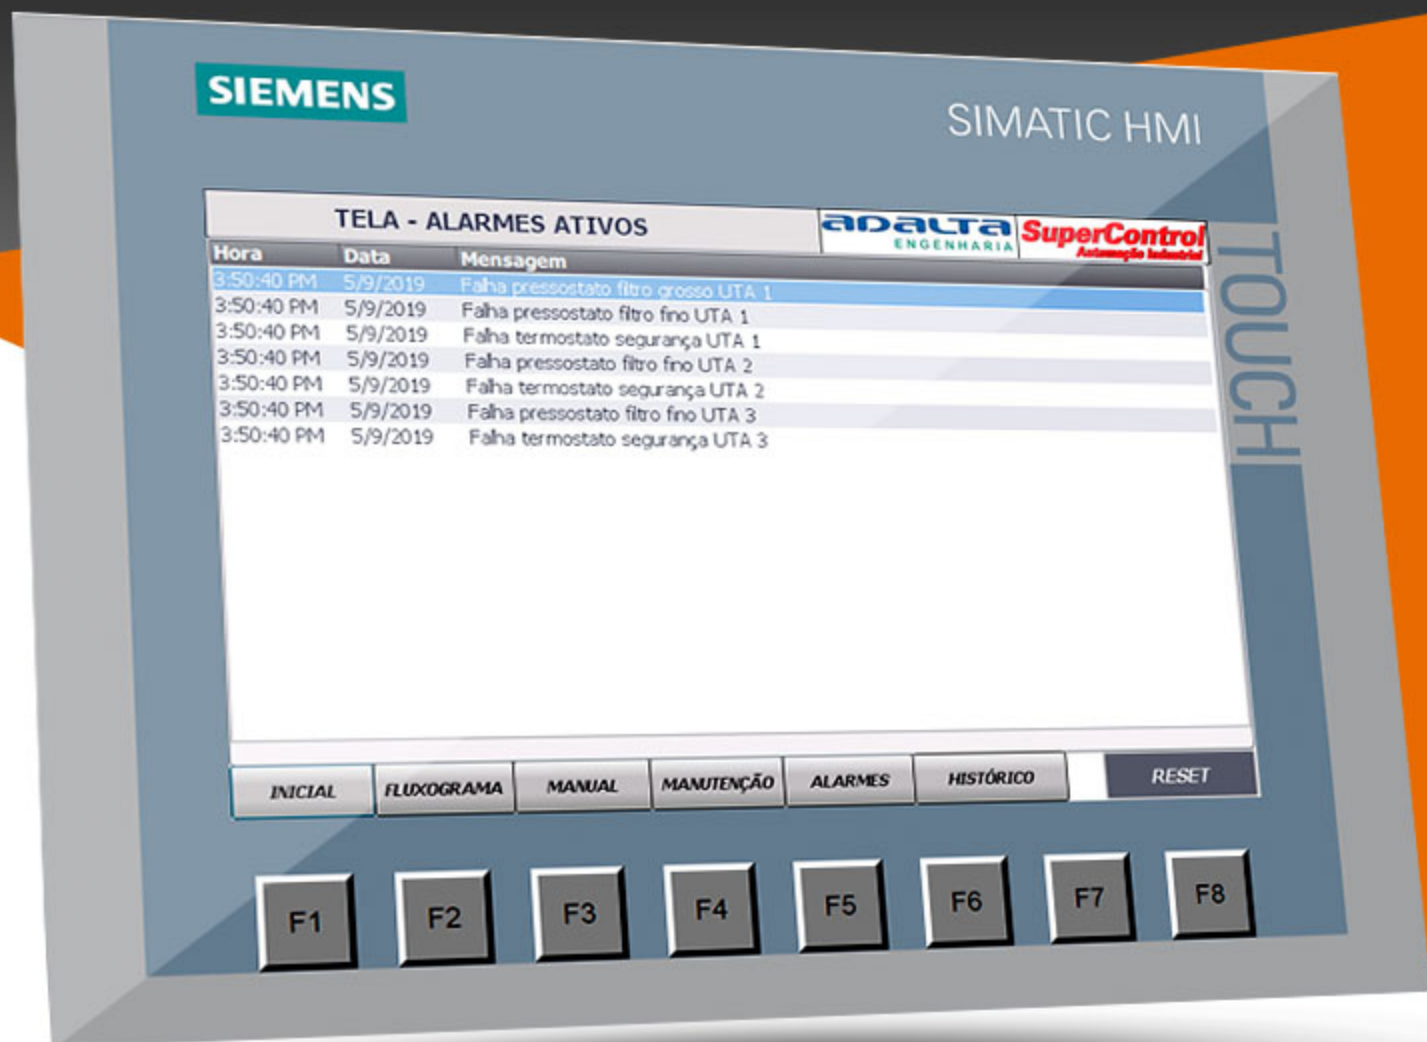 SIEMENS
SIMATIC HMI
TOUCH
TELA - ALARMES ATIVOS
aDaLTa
ENGENHARIA
SuperControl
Automação Industrial
Hora Data Mensagem
3:50:40 PM 5/9/2019 Falha pressostato filtro grosso UTA 1
3:50:40 PM 5/9/2019 Falha pressostato filtro fino UTA 1
3:50:40 PM 5/9/2019 Falha termostato segurança UTA 1
3:50:40 PM 5/9/2019 Falha pressostato filtro fino UTA 2
3:50:40 PM 5/9/2019 Falha termostato segurança UTA 2
3:50:40 PM 5/9/2019 Falha pressostato filtro fino UTA 3
3:50:40 PM 5/9/2019 Falha termostato segurança UTA 3
INICIAL FLUXOGRAMA MANUAL MANUTENÇÃO ALARMES HISTÓRICO RESET
F1 F2 F3 F4 F5 F6 F7 F8